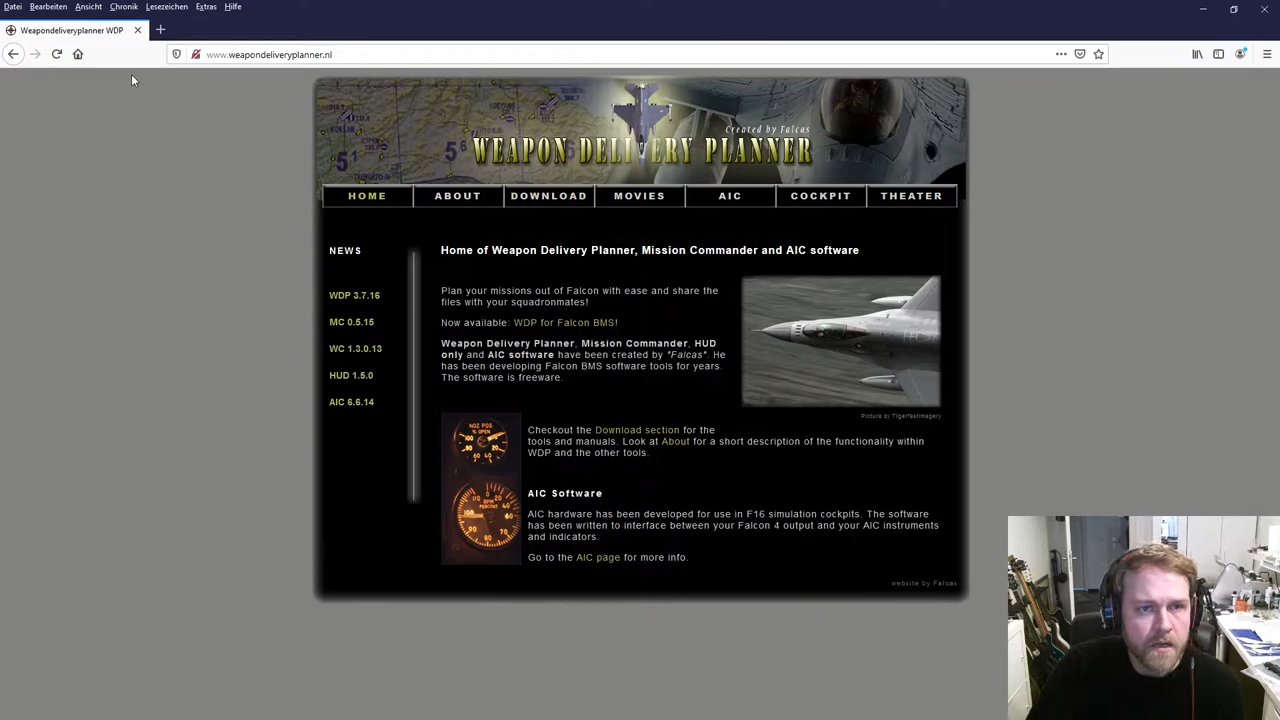 Datei Bearbeiten Ansicht Chronik Lesezeichen Extras Hilfe
Weapondeliveryplanner WDP
www.weapondeliveryplanner.nl
Created by Falcas
WEAPON DELIVERY PLANNER
HOME ABOUT DOWNLOAD MOVIES AIC COCKPIT THEATER
NEWS
WDP 3.7.16
MC 0.5.15
WC 1.3.0.13
HUD 1.5.0
AIC 6.6.14
Home of Weapon Delivery Planner, Mission Commander and AIC software
Plan your missions out of Falcon with ease and share the
files with your squadronmates!
Now available: WDP for Falcon BMS!
Weapon Delivery Planner, Mission Commander, HUD
only and AIC software have been created by "Falcas". He
has been developing Falcon BMS software tools for years.
The software is freeware.
Picture by Tigerfastimagery
Checkout the Download section for the
tools and manuals. Look at About for a short description of the functionality within
WDP and the other tools.
AIC Software
AIC hardware has been developed for use in F16 simulation cockpits. The software
has been written to interface between your Falcon 4 output and your AIC instruments
and indicators.
Go to the AIC page for more info.
website by Falcas